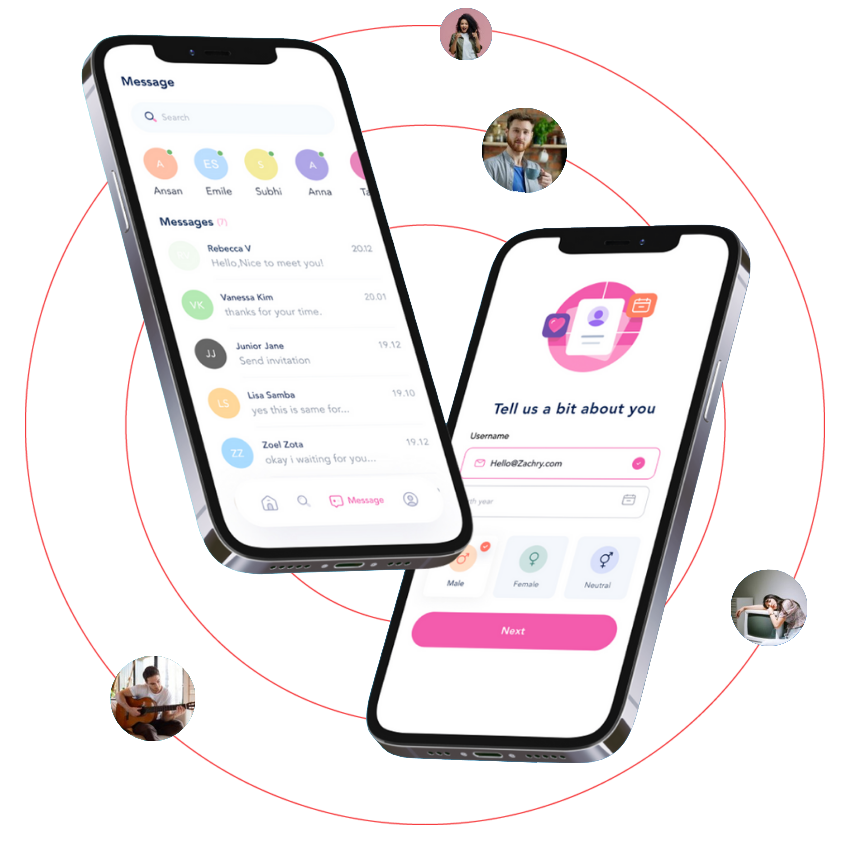 Message
Search
A
ES
S
A
Ansan
Emile
Subhi
Anna
Messages (7)
Rebecca V
20.12
Hello,Nice to meet you!
VK
Vanessa Kim
20.01
thanks for your time.
JJ
Junior Jane
19.12
Send invitation
LS
Lisa Samba
19.10
yes this is same for...
ZZ
Zoel Zota
19.12
okay i waiting for you...
Message
Tell us a bit about you
Username
Hello@Zachry.com
year
Male
Female
Neutral
Next